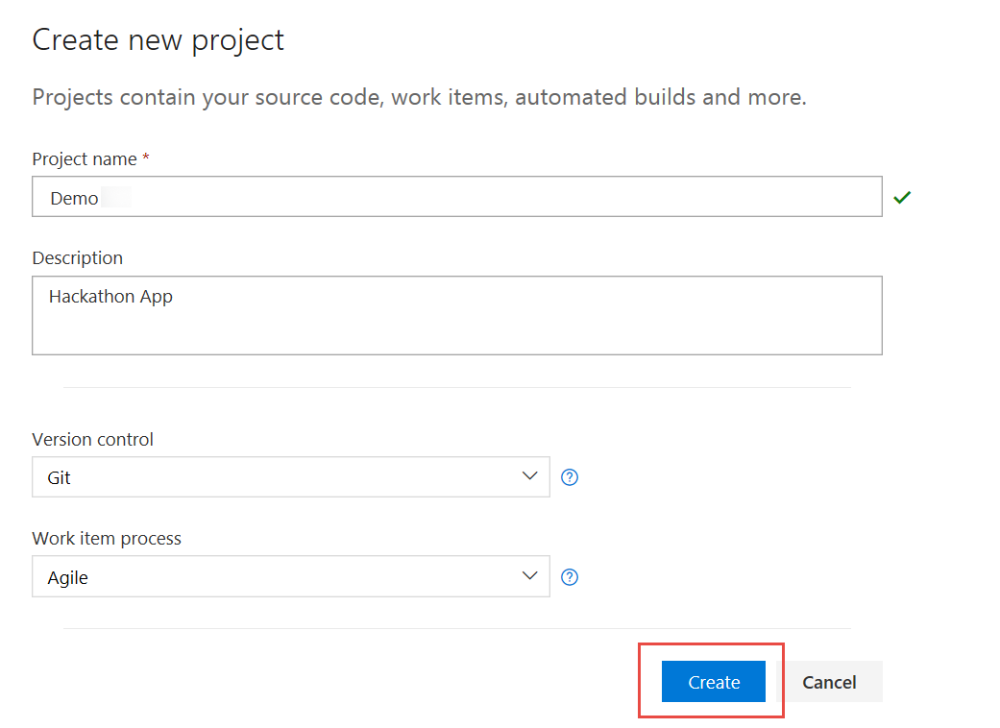 Create new project
Projects contain your source code, work items, automated builds and more.
Project name *
Demo
Description
Hackathon App
Version control
Git
?
Work item process
Agile
?
Create
Cancel